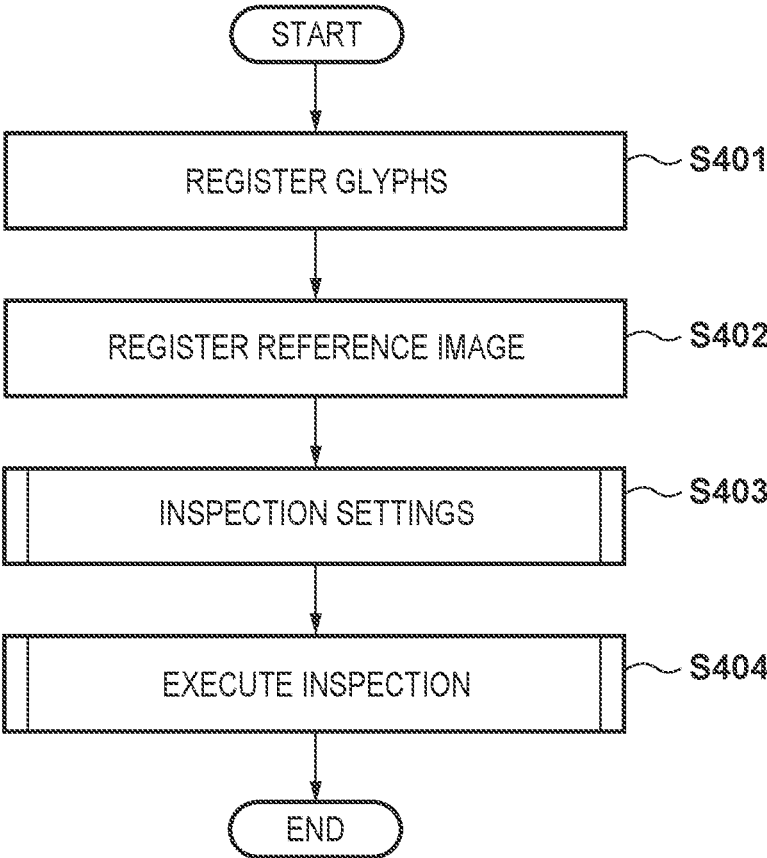 START
REGISTER GLYPHS
S401
REGISTER REFERENCE IMAGE
S402
INSPECTION SETTINGS
S403
EXECUTE INSPECTION
S404
END